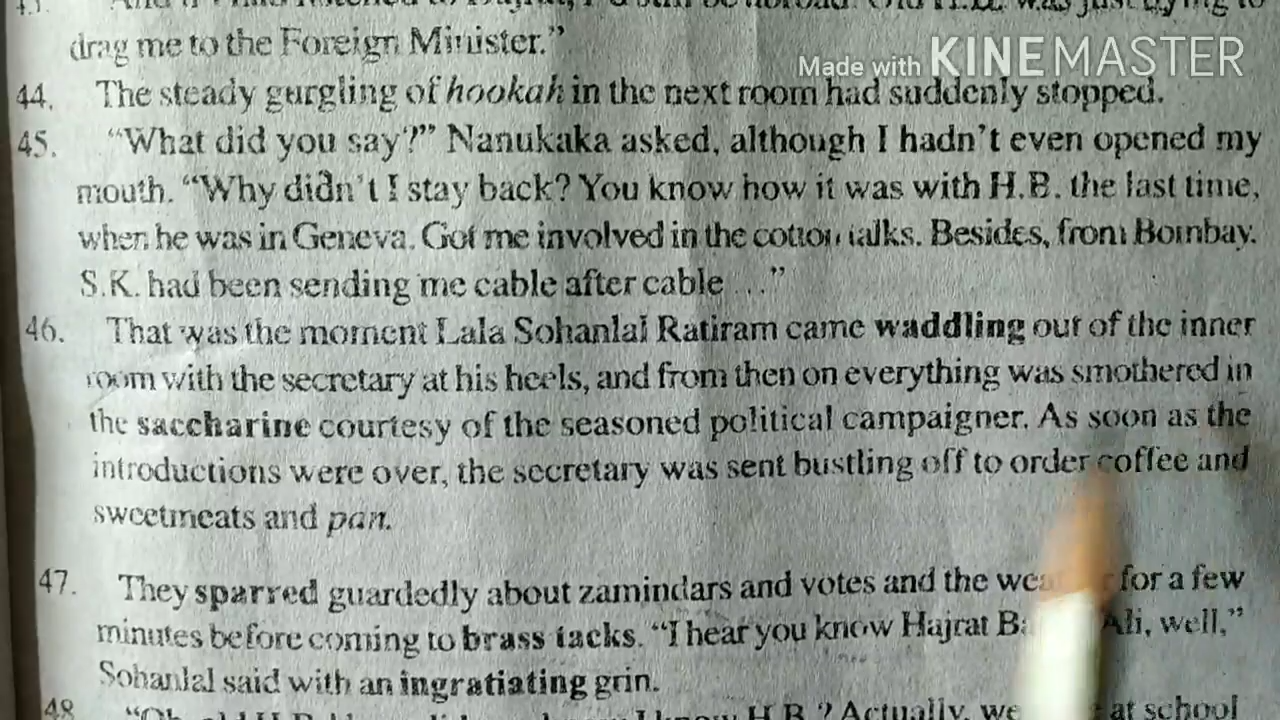 Made with KINEMASTER
drag me to the Foreign Minister."
44. The steady gurgling of hookah in the next room had suddenly stopped.
45. "What did you say?" Nanukaka asked, although I hadn't even opened my
mouth. "Why didn't I stay back? You know how it was with H.B. the last time,
when he was in Geneva. Got me involved in the cotton talks. Besides, from Bombay.
S.K. had been sending me cable after cable ..."
46. That was the moment Lala Sohanlal Ratiram came waddling out of the inner
room with the secretary at his heels, and from then on everything was smothered in
the saccharine courtesy of the seasoned political campaigner. As soon as the
introductions were over, the secretary was sent bustling off to order coffee and
sweetmeats and pan.
47. They sparred guardedly about zamindars and votes and the for a few
minutes before coming to brass tacks. "I hear you know Hajrat Ali, well,"
Sohanlal said with an ingratiating grin.
48 know H.B.? Actually, we at school